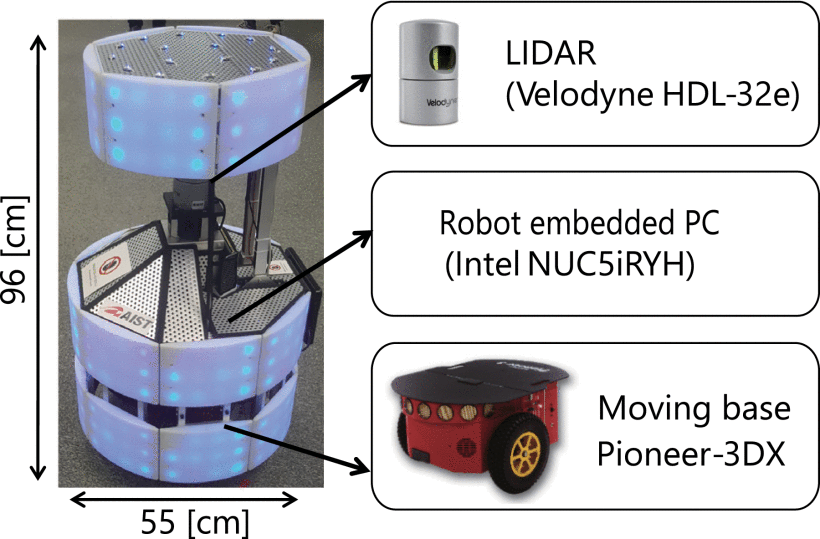 96 [cm]
55 [cm]
AIST
LIDAR
(Velodyne HDL-32e)
Velodyne
Robot embedded PC
(Intel NUC5iRYH)
Moving base
Pioneer-3DX